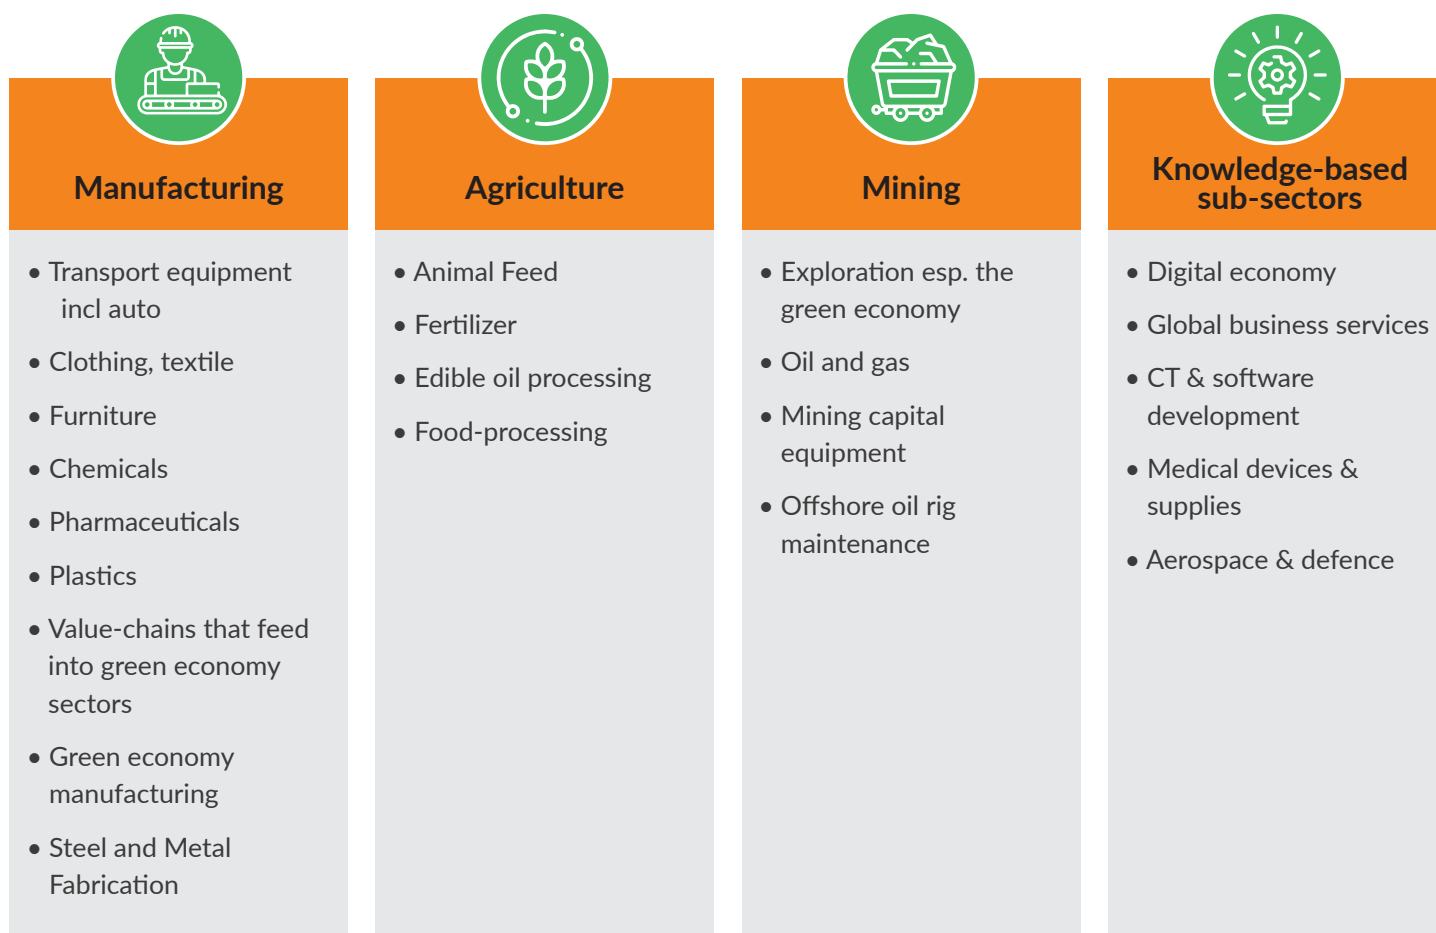 Manufacturing
• Transport equipment
incl auto
• Clothing, textile
• Furniture
• Chemicals
• Pharmaceuticals
• Plastics
• Value-chains that feed
into green economy
sectors
• Green economy
manufacturing
• Steel and Metal
Fabrication
Agriculture
• Animal Feed
• Fertilizer
• Edible oil processing
• Food-processing
Mining
• Exploration esp. the
green economy
• Oil and gas
• Mining capital
equipment
• Offshore oil rig
maintenance
Knowledge-based
sub-sectors
• Digital economy
• Global business services
• CT & software
development
• Medical devices &
supplies
• Aerospace & defence